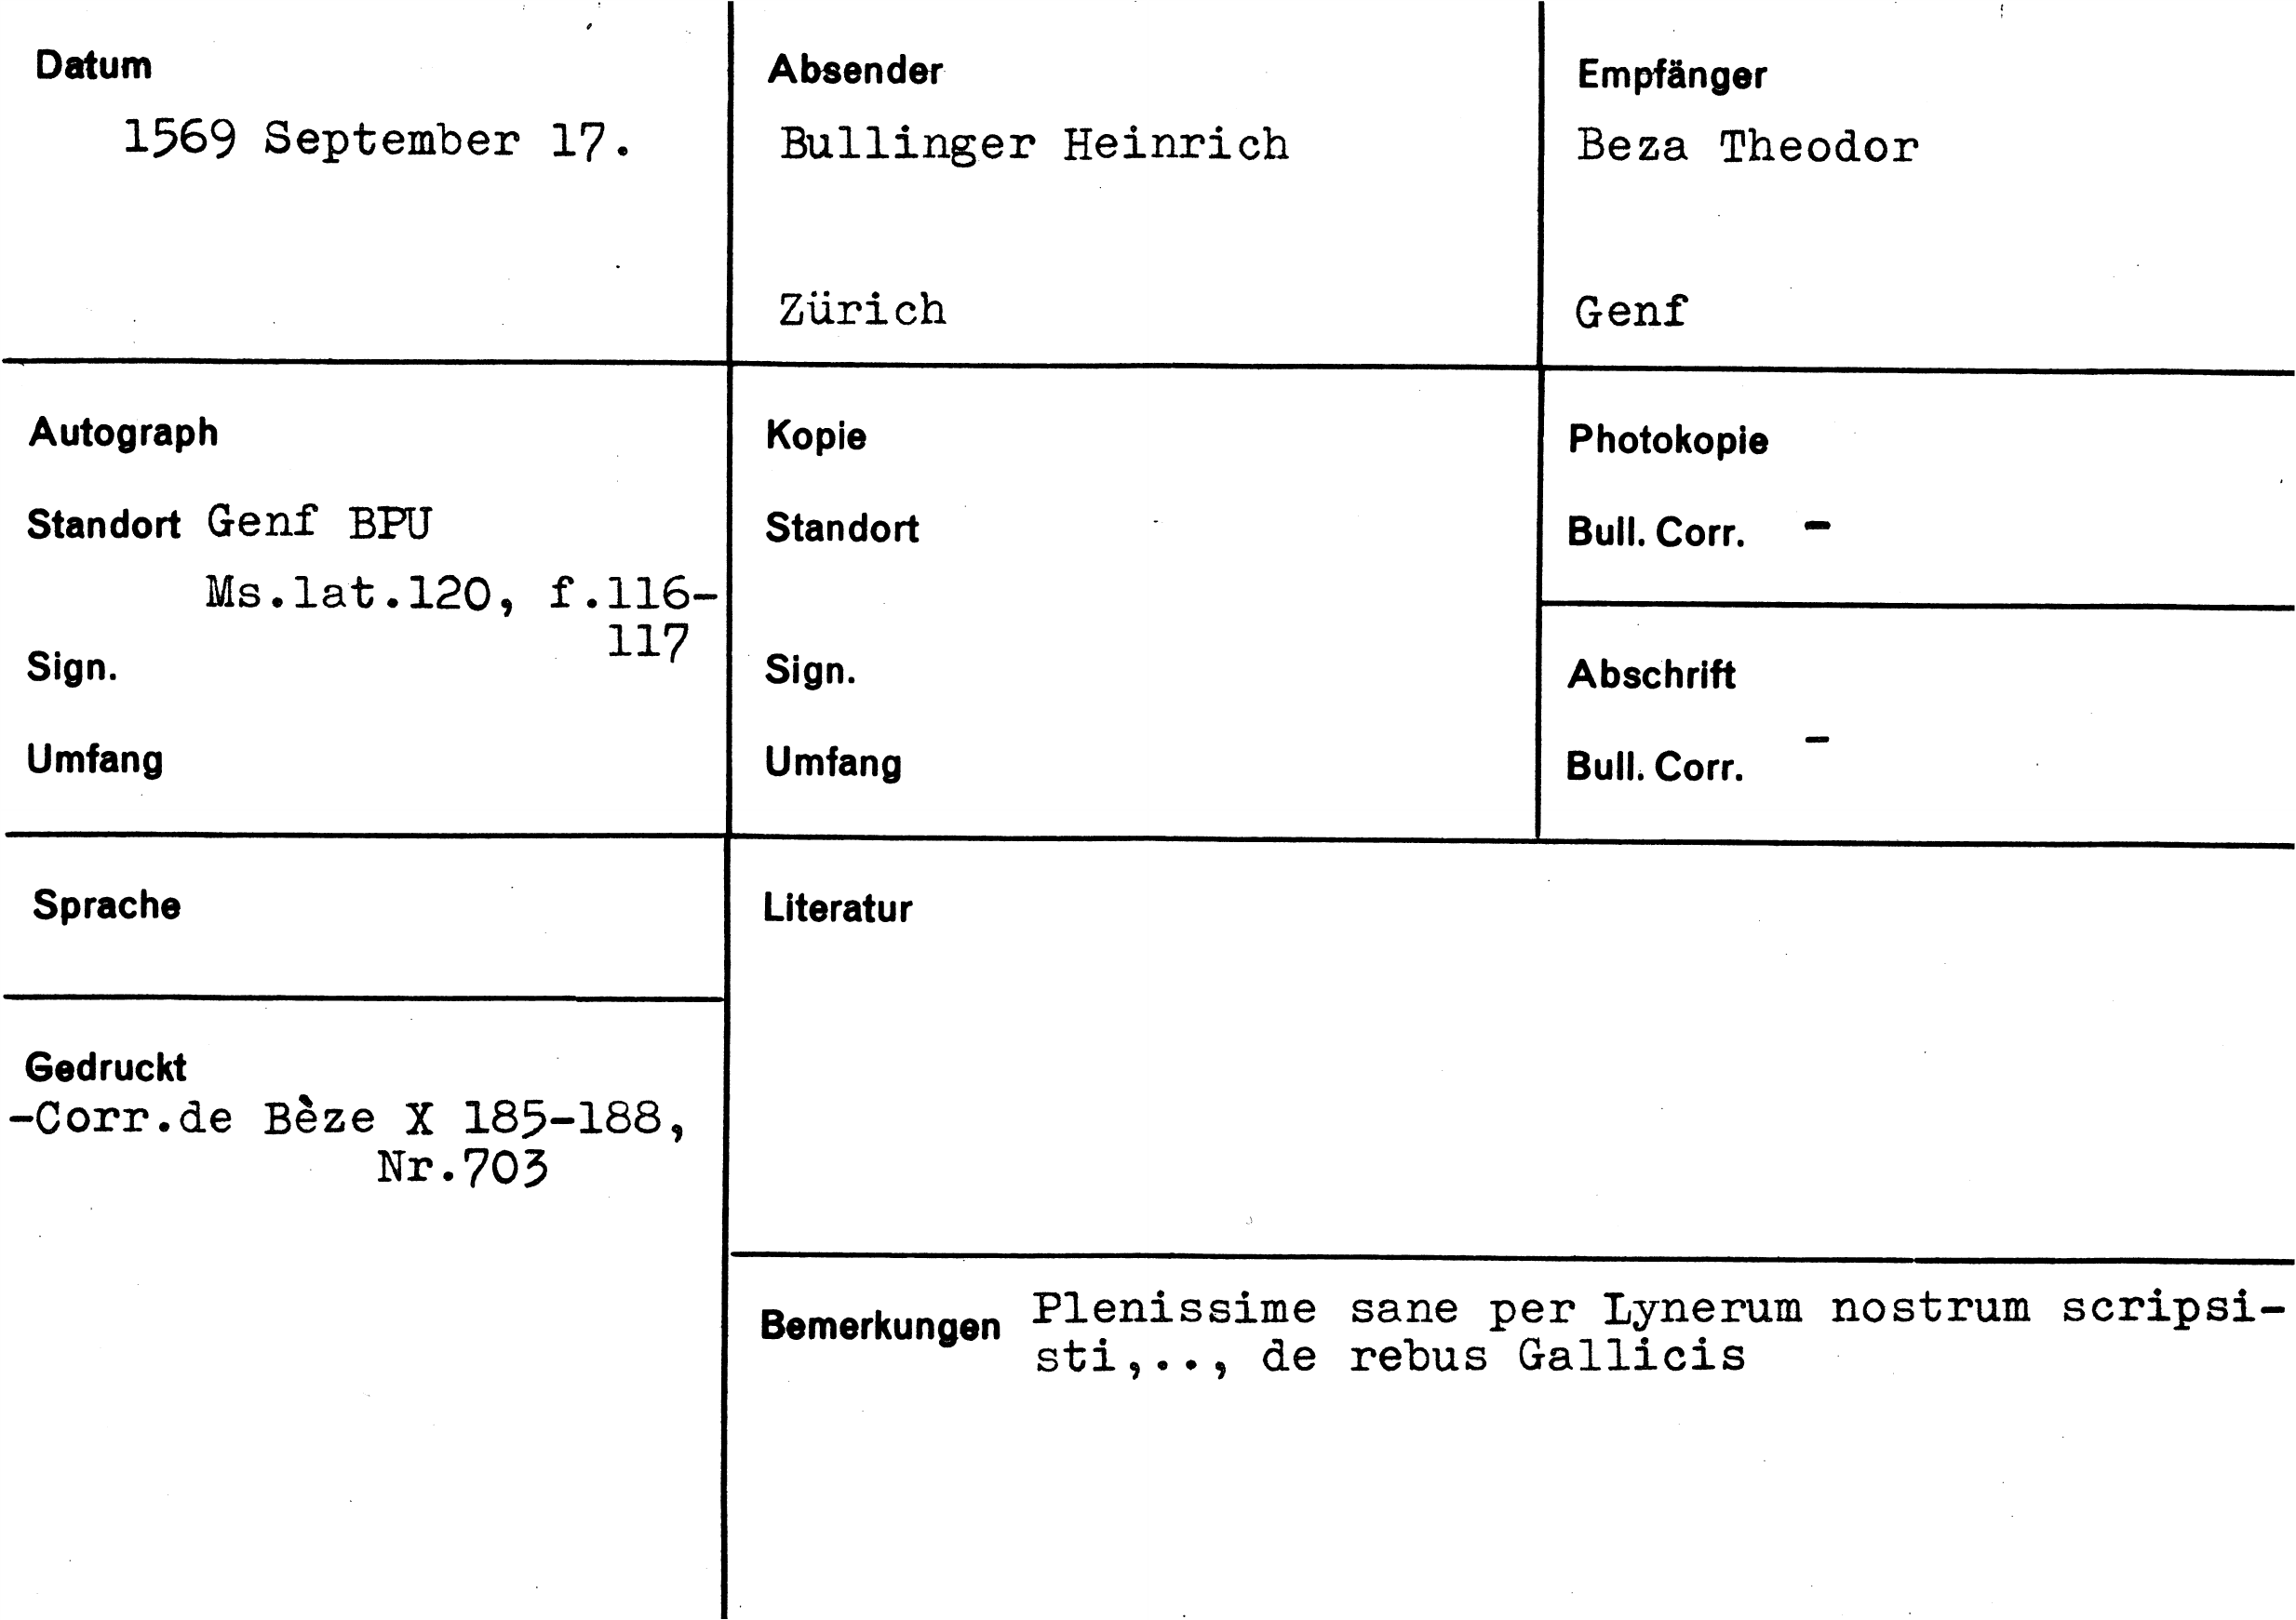 Datum
1569 September 17.
Absender
Bullinger Heinrich
Zürich
Empfänger
Beza Theodor
Genf
Autograph
Standort Genf BPU
Ms.lat.120, f.116-
117
Sign.
Umfang
Kopie
Standort
Sign.
Umfang
Photokopie
Bull. Corr. -
Abschrift
Bull. Corr. -
Sprache
Gedruckt
-Corr.de Bèze X 185-188,
Nr.703
Literatur
Bemerkungen Plenissime sane per Lynerum nostrum scripsi-
sti,.., de rebus Gallicis